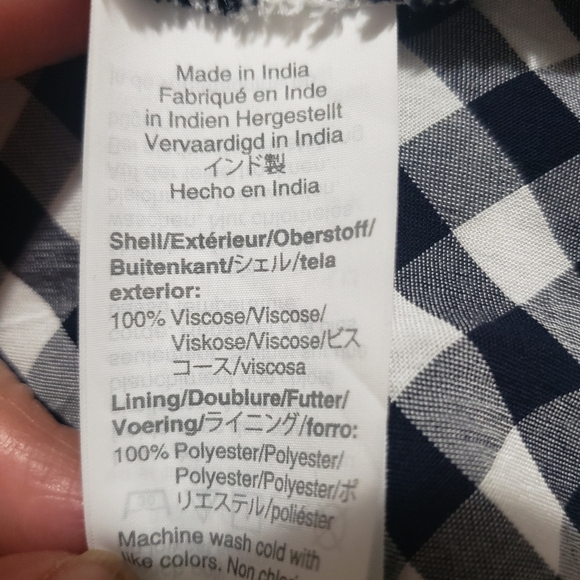 Made in India
Fabriqué en Inde
in Indien Hergestellt
Vervaardigd in India
インド製
Hecho en India
Shell/Extérieur/Oberstoff/
Buitenkant/シェル/tela
exterior:
100% Viscose/Viscose/
Viskose/Viscose/ビス
コース/viscosa
Lining/Doublure/Futter/
Voering/ライニング/forro:
100% Polyester/Polyester/
Polyester/Polyester/ポ
リエステル/poliéster
Machine wash cold with
like colors. Non